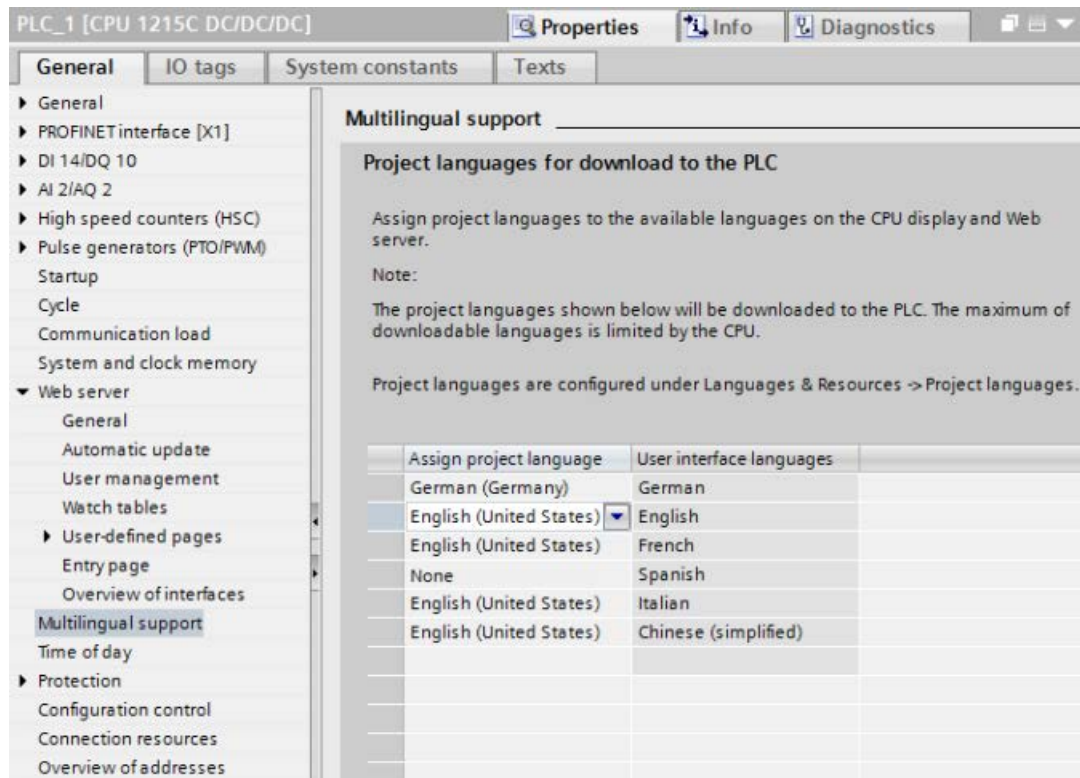 PLC_1 [CPU 1215C DC/DC/DC]
Properties
Info
Diagnostics
General
IO tags
System constants
Texts
General
PROFINET interface [X1]
DI 14/DQ 10
AI 2/AQ 2
High speed counters (HSC)
Pulse generators (PTO/PWM)
Startup
Cycle
Communication load
System and clock memory
Web server
General
Automatic update
User management
Watch tables
User-defined pages
Entry page
Overview of interfaces
Multilingual support
Time of day
Protection
Configuration control
Connection resources
Overview of addresses
Multilingual support
Project languages for download to the PLC
Assign project languages to the available languages on the CPU display and Web
server.
Note:
The project languages shown below will be downloaded to the PLC. The maximum of
downloadable languages is limited by the CPU.
Project languages are configured under Languages & Resources -> Project languages.
Assign project language User interface languages
German (Germany) German
English (United States) English
English (United States) French
None Spanish
English (United States) Italian
English (United States) Chinese (simplified)